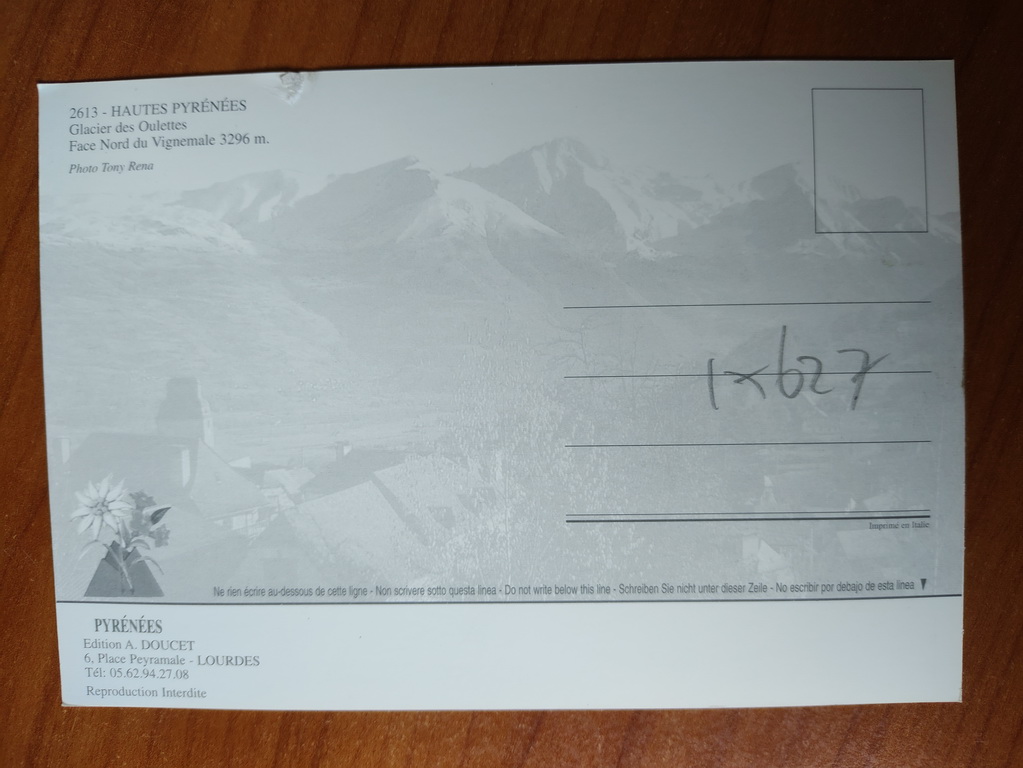 2613 - HAUTES PYRÉNÉES
Glacier des Oulettes
Face Nord du Vignemale 3296 m.
Photo Tony Rena
1x627
Imprimé en Italie
Ne rien écrire au-dessous de cette ligne - Non scrivere sotto questa linea - Do not write below this line - Schreiben Sie nicht unter dieser Zeile - No escribir por debajo de esta linea
PYRÉNÉES
Edition A. DOUCET
6, Place Peyramale - LOURDES
Tél: 05.62.94.27.08
Reproduction Interdite